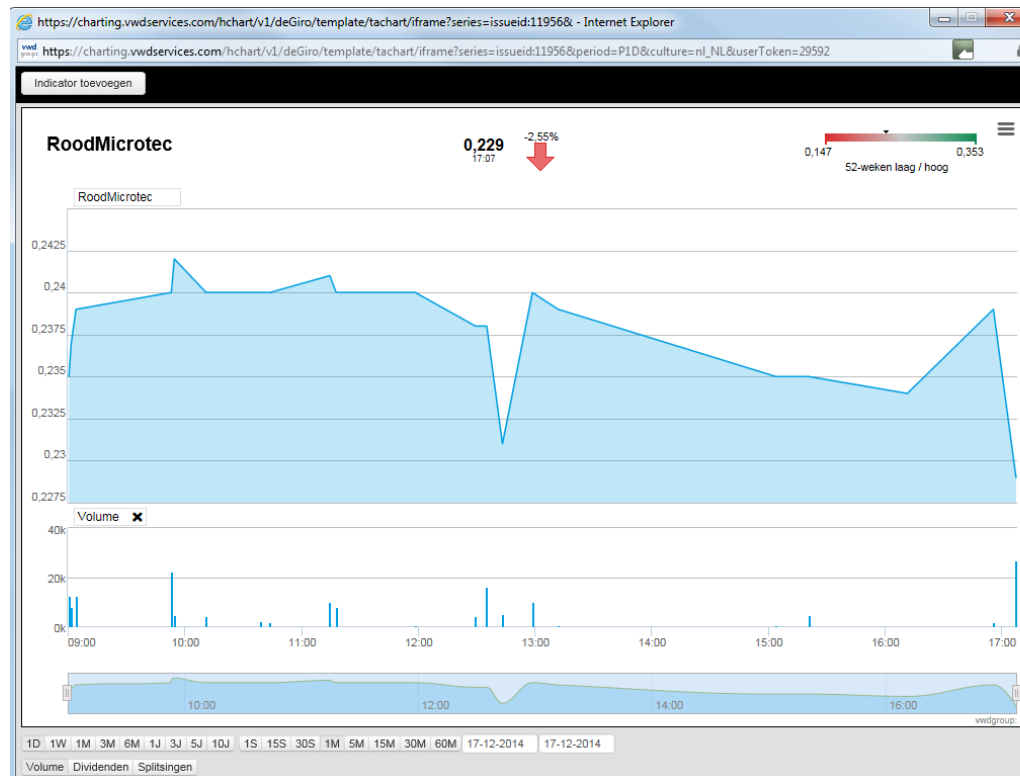 https://charting.vwdservices.com/hchart/v1/deGiro/template/tachart/iframe?series=issueid:11956& - Internet Explorer
vwd group: https://charting.vwdservices.com/hchart/v1/deGiro/template/tachart/iframe?series=issueid:11956&period=P1D&culture=nl_NL&userToken=29592
Indicator toevoegen
RoodMicrotec
0,229
17:07
-2,55%
0,147 0,353
52-weken laag / hoog
RoodMicrotec
0,2425
0,24
0,2375
0,235
0,2325
0,23
0,2275
Volume
40k
20k
0k
09:00 10:00 11:00 12:00 13:00 14:00 15:00 16:00 17:00
10:00 12:00 14:00 16:00
vwdgroup:
1D 1W 1M 3M 6M 1J 3J 5J 10J 1S 15S 30S 1M 5M 15M 30M 60M 17-12-2014 17-12-2014
Volume Dividenden Splitsingen